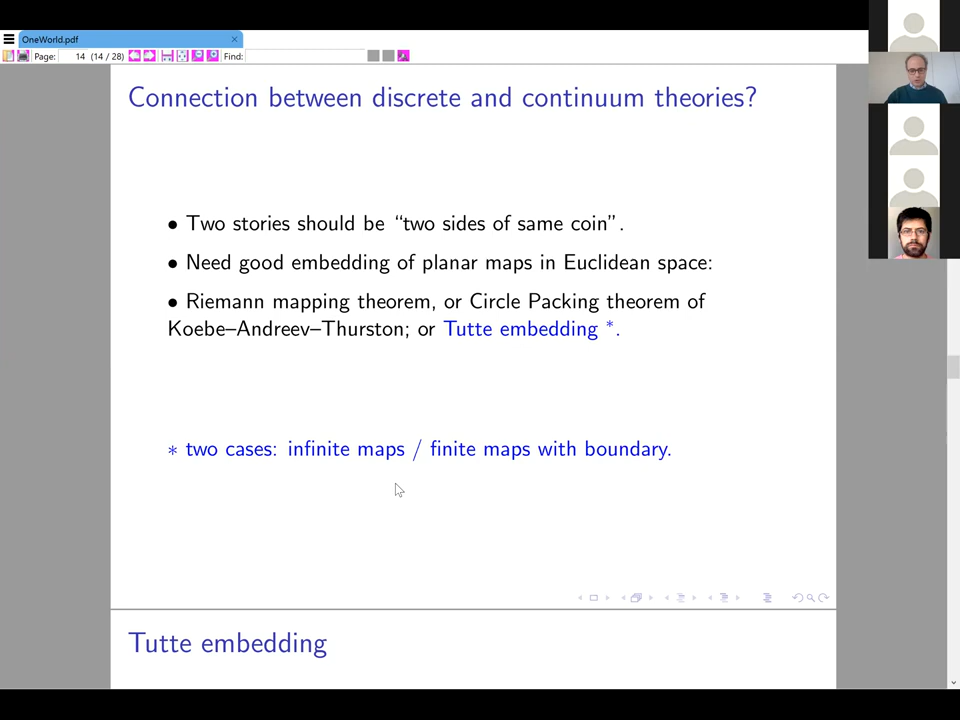 OneWorld.pdf
Page: 14 (14 / 28) Find:
Connection between discrete and continuum theories?
• Two stories should be “two sides of same coin”.
• Need good embedding of planar maps in Euclidean space:
• Riemann mapping theorem, or Circle Packing theorem of
Koebe–Andreev–Thurston; or Tutte embedding *.
* two cases: infinite maps / finite maps with boundary.
Tutte embedding